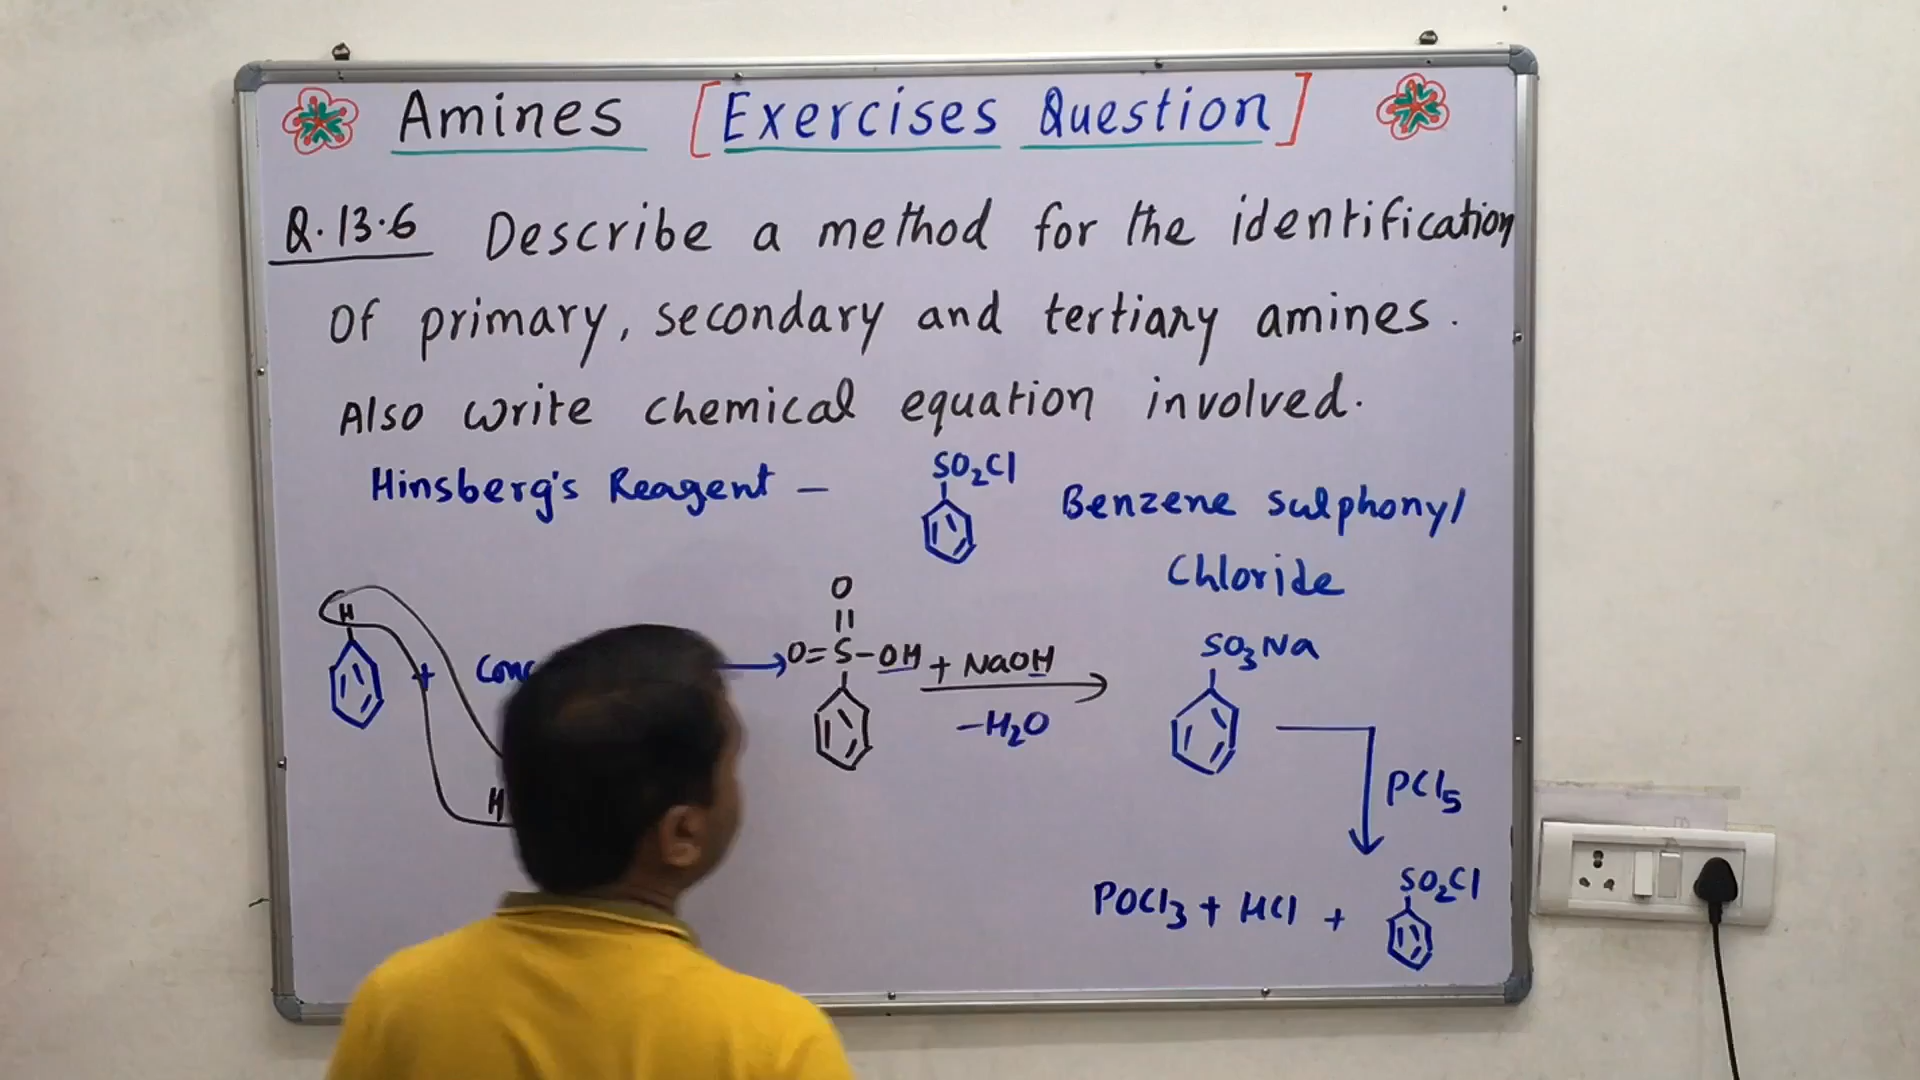 Amines [Exercises Question]
Q.13.6 Describe a method for the identification
Of primary, secondary and tertiary amines.
Also write chemical equation involved.
Hinsberg's Reagent –
SO₂Cl
Benzene sulphonyl
Chloride
H
+
O
||
O=S–OH + NaOH
–H₂O
SO₃Na
PCl₅
H
POCl₃ + HCl +
SO₂Cl